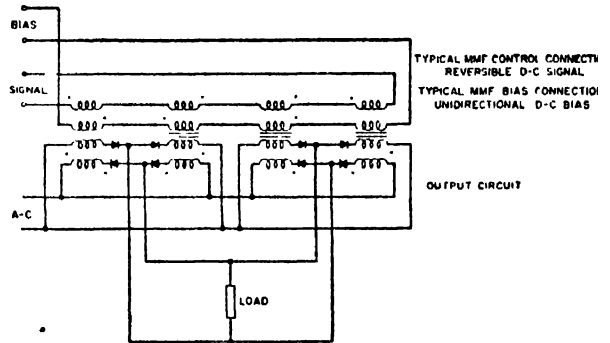 BIAS
TYPICAL MMF CONTROL CONNECTION
REVERSIBLE D-C SIGNAL
SIGNAL
TYPICAL MMF BIAS CONNECTION
UNIDIRECTIONAL D-C BIAS
OUTPUT CIRCUIT
A-C
LOAD